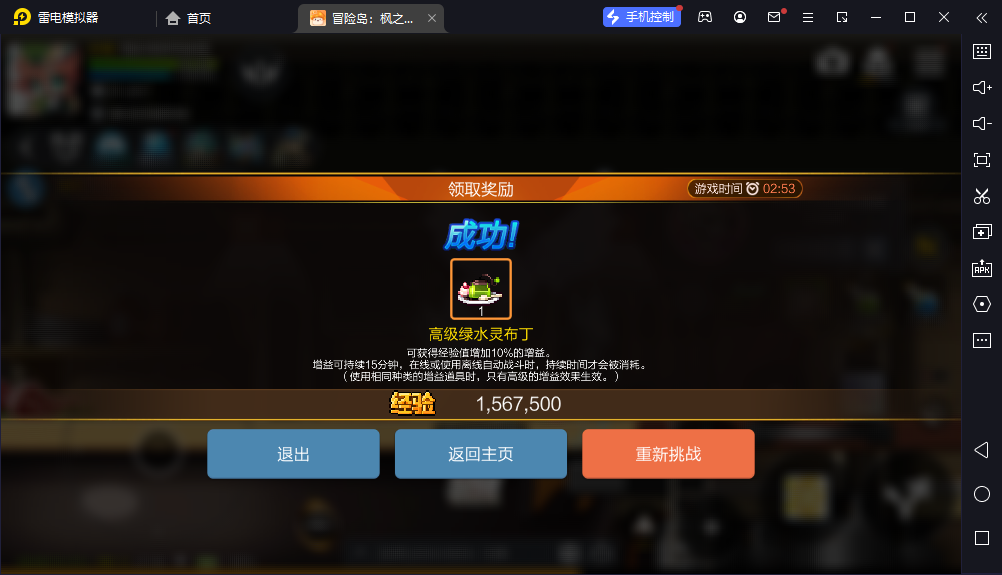 雷电模拟器
首页
冒险岛：枫之...
手机控制
领取奖励
游戏时间 02:53
成功!
1
高级绿水灵布丁
可获得经验值增加10%的增益。
增益可持续15分钟，在线或使用离线自动战斗时，持续时间才会被消耗。
（使用相同种类的增益道具时，只有高级的增益效果生效。）
经验 1,567,500
退出
返回主页
重新挑战
APK